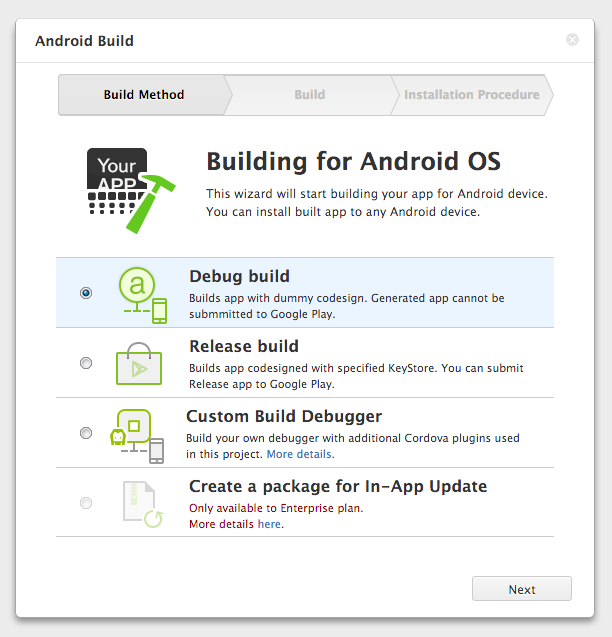 Android Build
Build Method
Build
Installation Procedure
Your
APP
Building for Android OS
This wizard will start building your app for Android device.
You can install built app to any Android device.
a
Debug build
Builds app with dummy codesign. Generated app cannot be
submmitted to Google Play.
Release build
Builds app codesigned with specified KeyStore. You can submit
Release app to Google Play.
Custom Build Debugger
Build your own debugger with additional Cordova plugins used
in this project. More details.
Create a package for In-App Update
Only available to Enterprise plan.
More details here.
Next